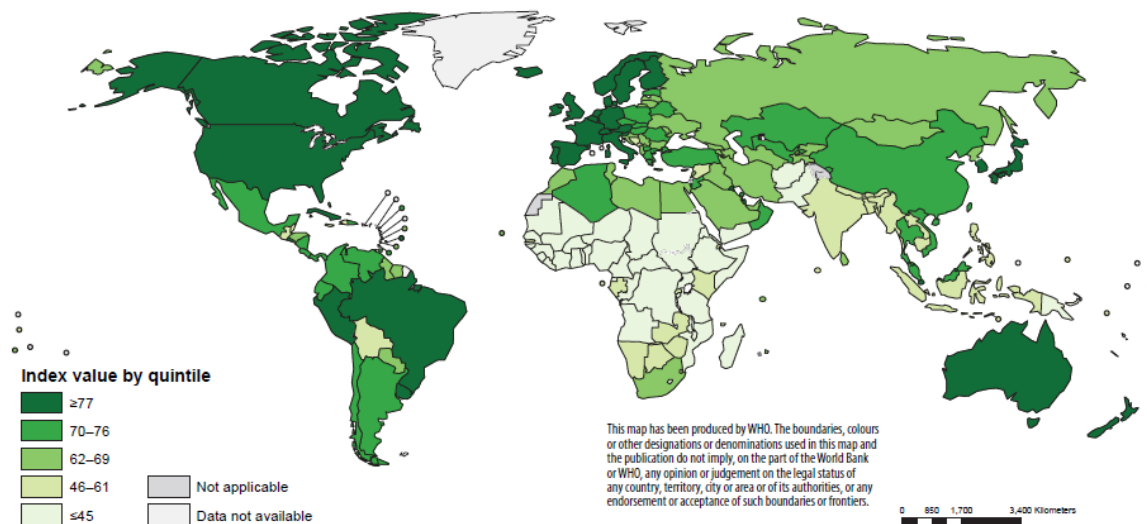 Index value by quintile
≥77
70–76
62–69
46–61
≤45
Not applicable
Data not available
This map has been produced by WHO. The boundaries, colours
or other designations or denominations used in this map and
the publication do not imply, on the part of the World Bank
or WHO, any opinion or judgement on the legal status of
any country, territory, city or area or of its authorities, or any
endorsement or acceptance of such boundaries or frontiers.
0 850 1,700 3,400 Kilometers